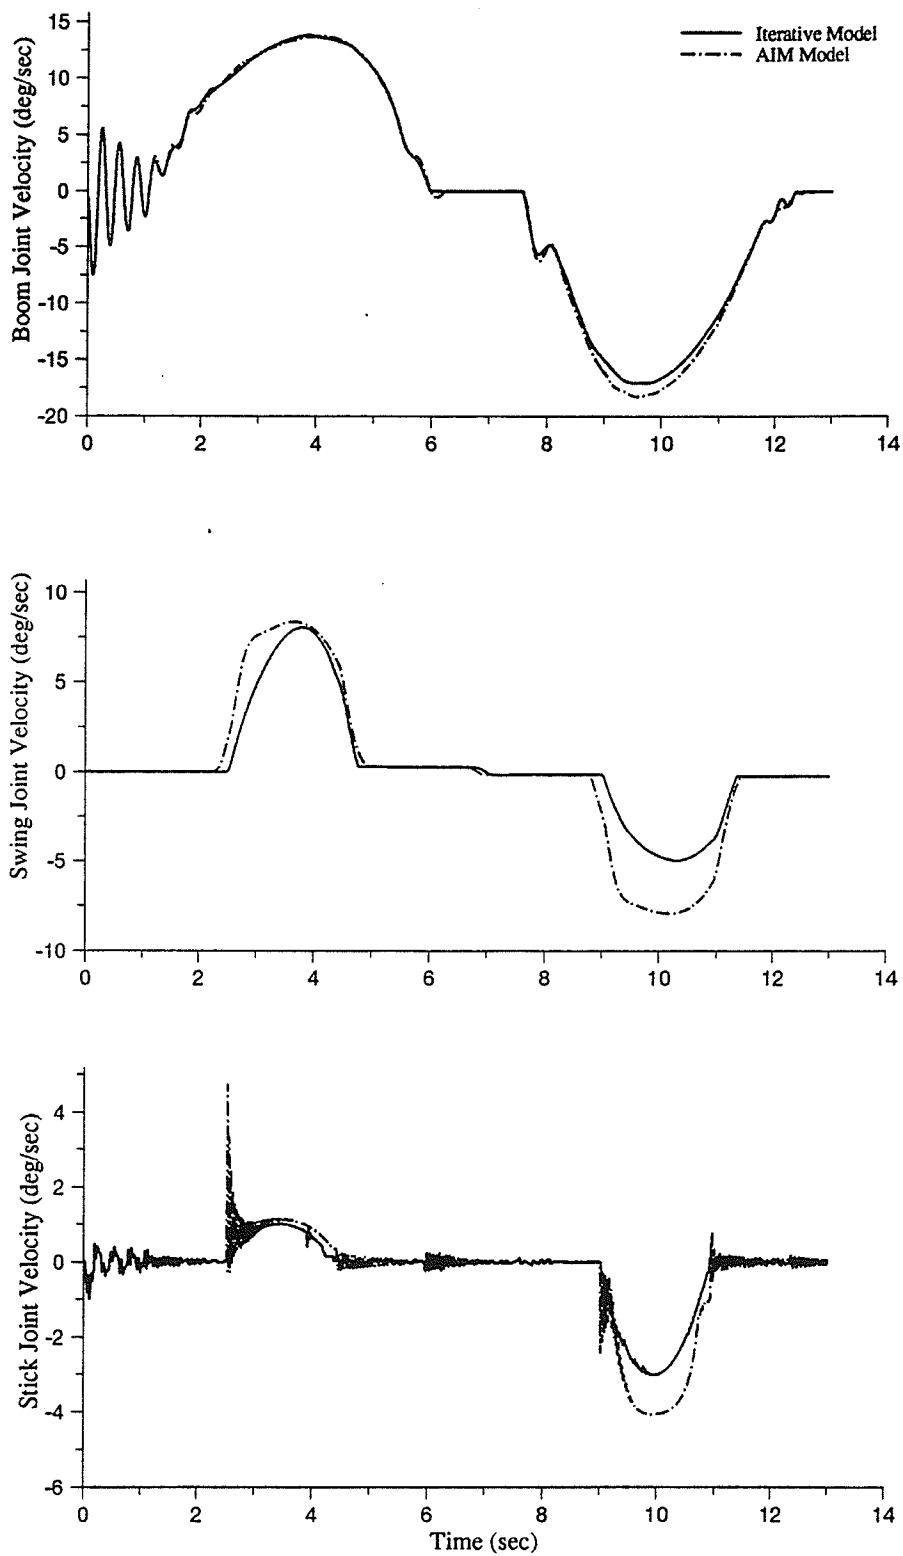 Iterative Model
AIM Model
Boom Joint Velocity (deg/sec)
15
10
5
0
-5
-10
-15
-20
0 2 4 6 8 10 12 14
Swing Joint Velocity (deg/sec)
10
5
0
-5
-10
0 2 4 6 8 10 12 14
Stick Joint Velocity (deg/sec)
4
2
0
-2
-4
-6
0 2 4 6 8 10 12 14
Time (sec)